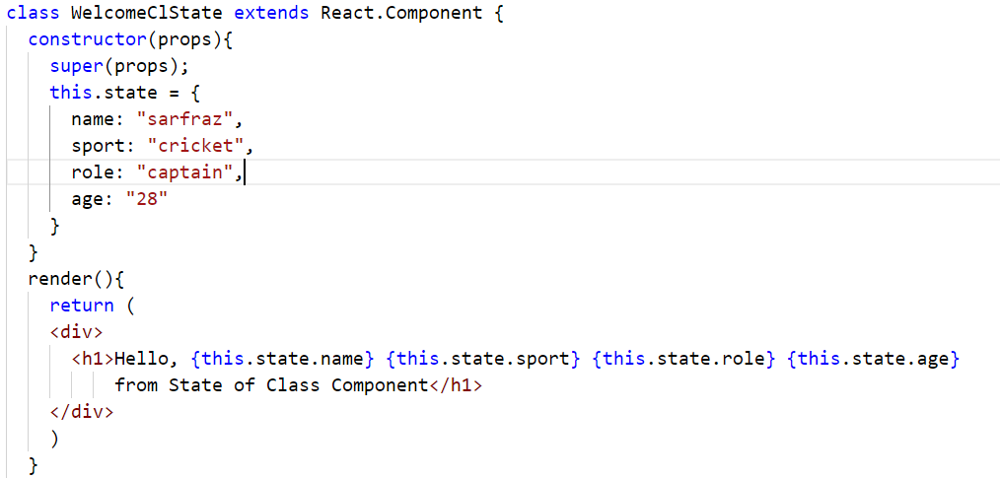 class WelcomeClState extends React.Component {
constructor(props){
super(props);
this.state = {
name: "sarfraz",
sport: "cricket",
role: "captain",
age: "28"
}
}
render(){
return (
<div>
<h1>Hello, {this.state.name} {this.state.sport} {this.state.role} {this.state.age}
from State of Class Component</h1>
</div>
)
}